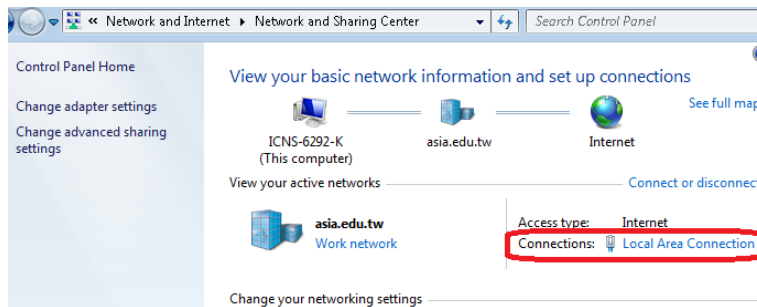 « Network and Internet ▸ Network and Sharing Center
Search Control Panel
Control Panel Home
Change adapter settings
Change advanced sharing
settings
View your basic network information and set up connections
See full map
ICNS-6292-K
(This computer)
asia.edu.tw
Internet
View your active networks
Connect or disconnect
asia.edu.tw
Work network
Access type: Internet
Connections: Local Area Connection
Change your networking settings